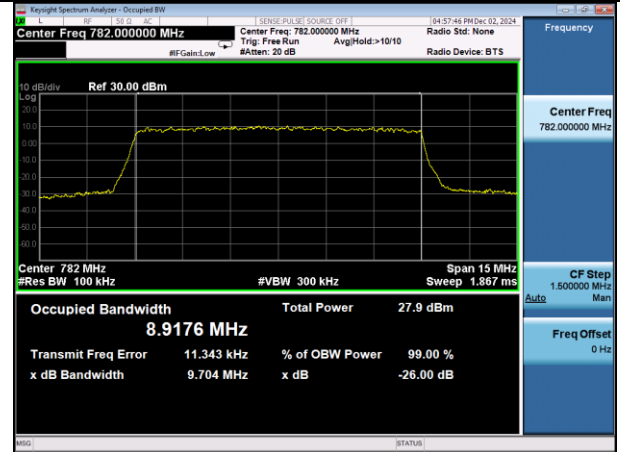 Keysight Spectrum Analyzer - Occupied BW
L RF 50 Ω AC SENSE:PULSE SOURCE OFF 04:57:46 PM Dec 02, 2024
Center Freq 782.000000 MHz
Center Freq: 782.000000 MHz Radio Std: None
Trig: Free Run Avg|Hold:>10/10
#IFGain:Low #Atten: 20 dB Radio Device: BTS
10 dB/div Ref 30.00 dBm
Log
20.0
10.0
0.00
-10.0
-20.0
-30.0
-40.0
-50.0
-60.0
Center 782 MHz Span 15 MHz
#Res BW 100 kHz #VBW 300 kHz Sweep 1.867 ms
Occupied Bandwidth Total Power 27.9 dBm
8.9176 MHz
Transmit Freq Error 11.343 kHz % of OBW Power 99.00 %
x dB Bandwidth 9.704 MHz x dB -26.00 dB
MSG STATUS
Frequency
Center Freq
782.000000 MHz
CF Step
1.500000 MHz
Auto Man
Freq Offset
0 Hz